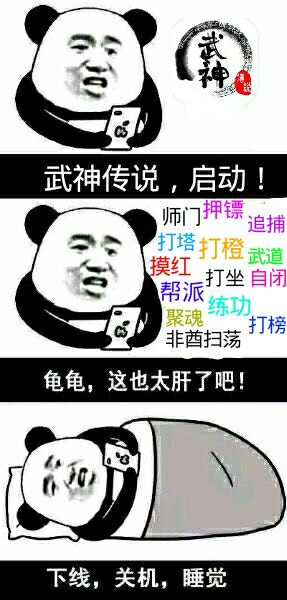 武神
传说
武神传说，启动！
师门 押镖 追捕
打塔 打橙 武道
摸红 打坐 自闭
帮派 练功
聚魂 打榜
非酋扫荡
龟龟，这也太肝了吧！
下线，关机，睡觉